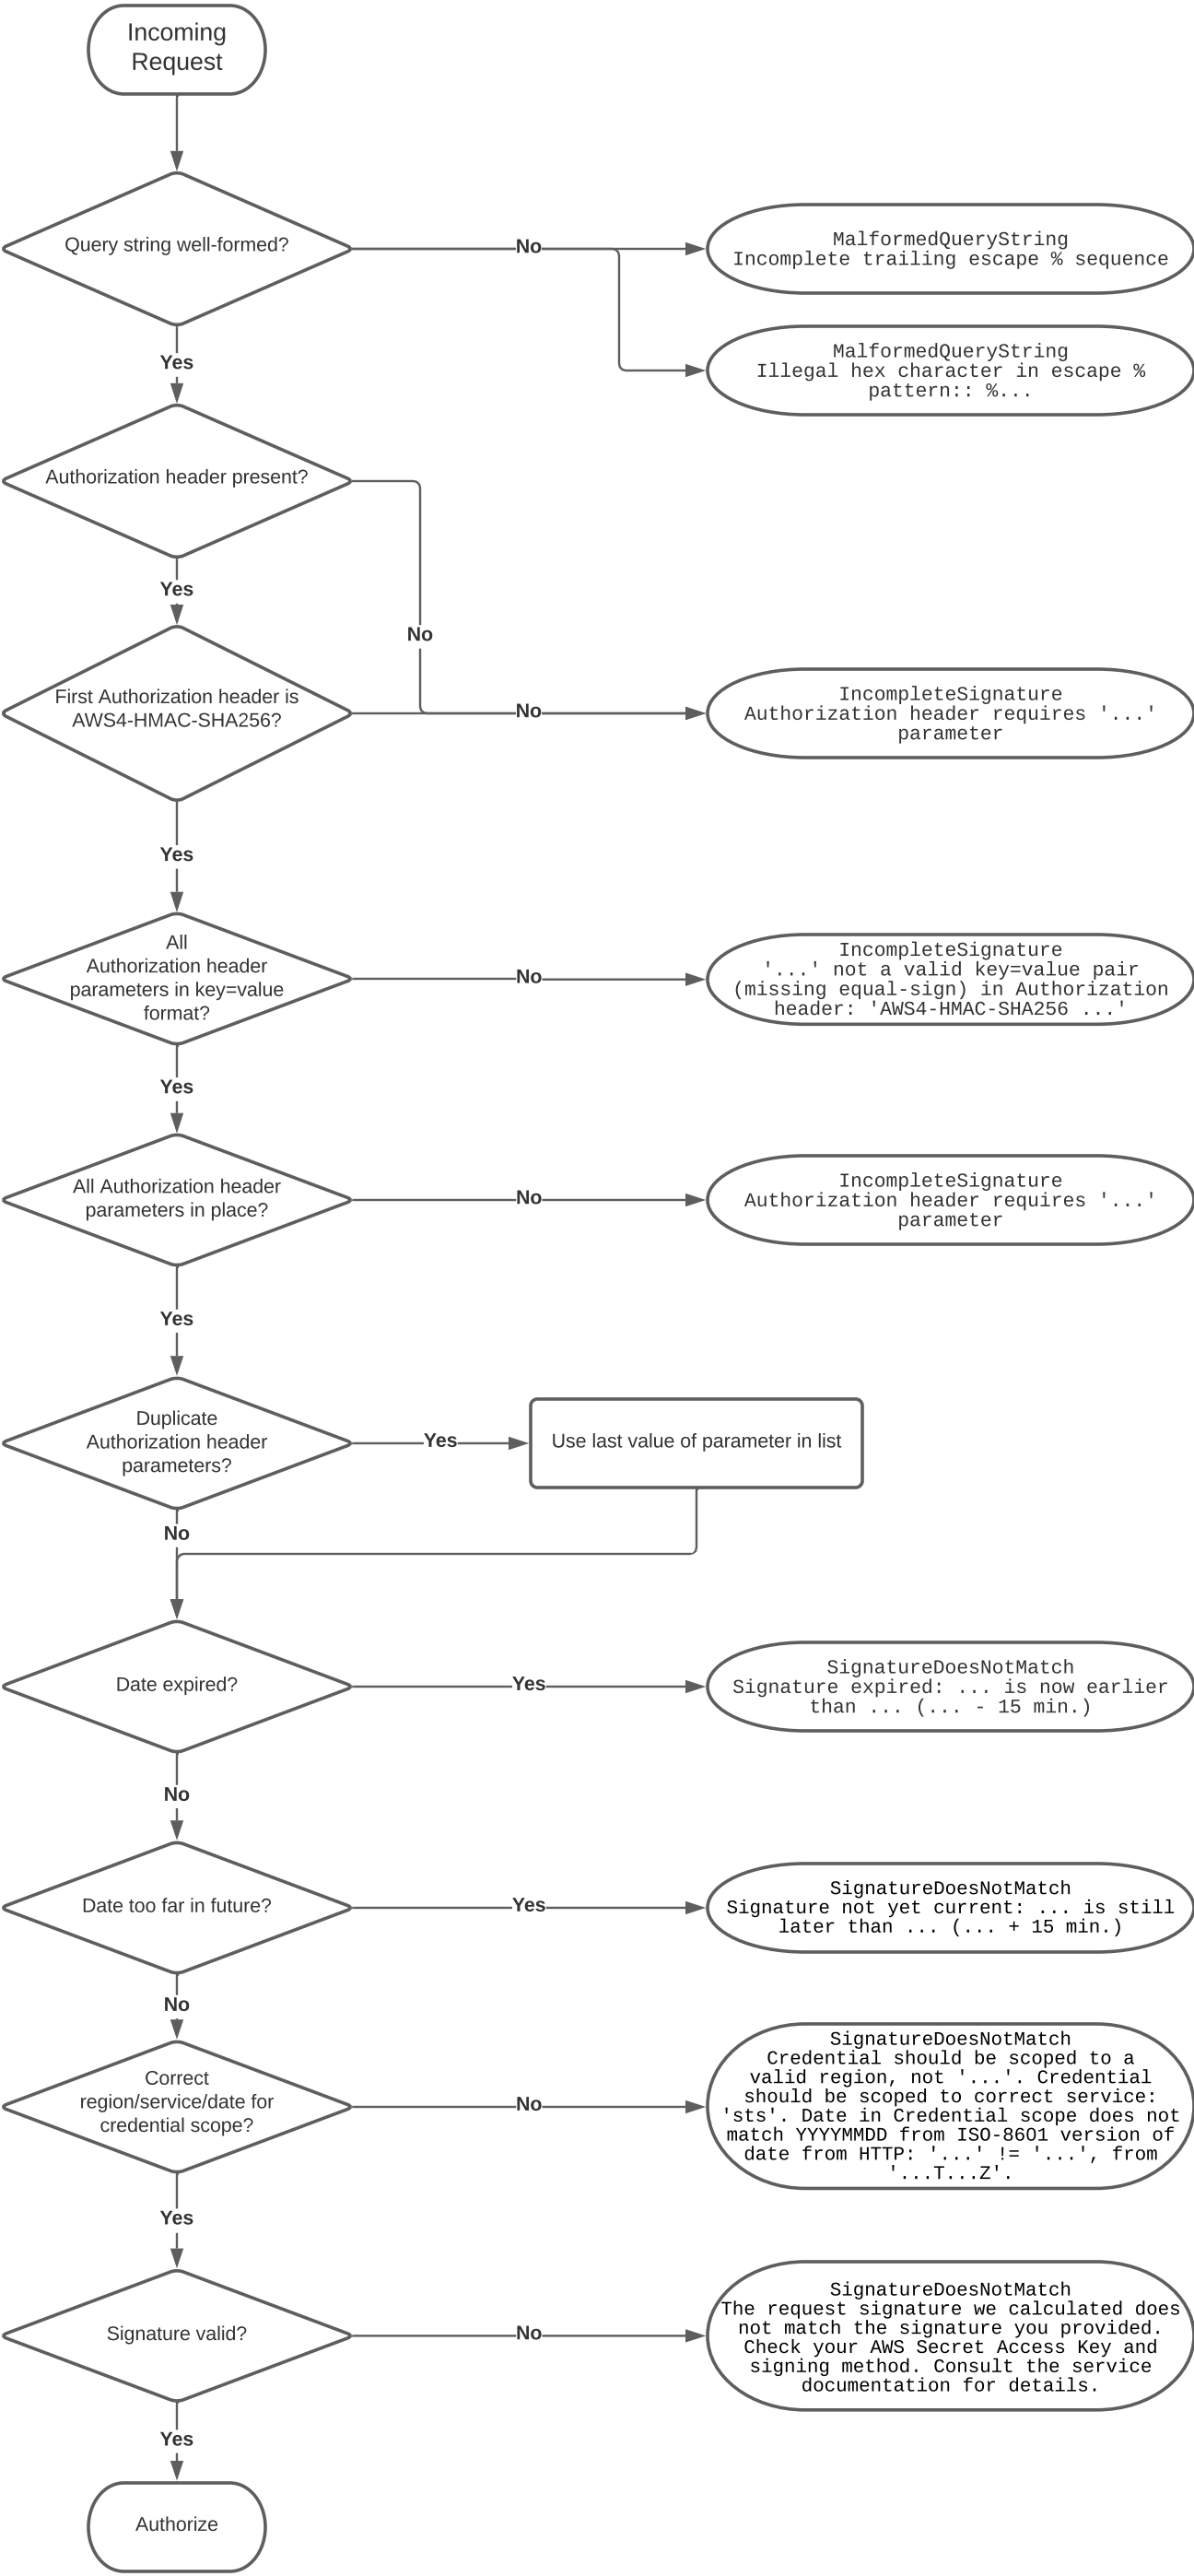 Incoming
Request
Query string well-formed?
No
MalformedQueryString
Incomplete trailing escape % sequence
MalformedQueryString
Illegal hex character in escape %
pattern:: %...
Yes
Authorization header present?
Yes
No
First Authorization header is
AWS4-HMAC-SHA256?
No
IncompleteSignature
Authorization header requires '...'
parameter
Yes
All
Authorization header
parameters in key=value
format?
No
IncompleteSignature
'...' not a valid key=value pair
(missing equal-sign) in Authorization
header: 'AWS4-HMAC-SHA256 ...'
Yes
All Authorization header
parameters in place?
No
IncompleteSignature
Authorization header requires '...'
parameter
Yes
Duplicate
Authorization header
parameters?
Yes
Use last value of parameter in list
No
Date expired?
Yes
SignatureDoesNotMatch
Signature expired: ... is now earlier
than ... (... - 15 min.)
No
Date too far in future?
Yes
SignatureDoesNotMatch
Signature not yet current: ... is still
later than ... (... + 15 min.)
No
Correct
region/service/date for
credential scope?
No
SignatureDoesNotMatch
Credential should be scoped to a
valid region, not '...'. Credential
should be scoped to correct service:
'sts'. Date in Credential scope does not
match YYYYMMDD from ISO-8601 version of
date from HTTP: '...' != '...', from
'...T...Z'.
Yes
Signature valid?
No
SignatureDoesNotMatch
The request signature we calculated does
not match the signature you provided.
Check your AWS Secret Access Key and
signing method. Consult the service
documentation for details.
Yes
Authorize